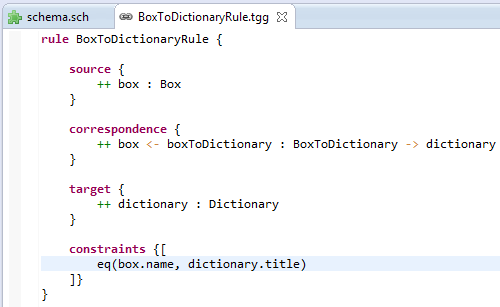 schema.sch BoxToDictionaryRule.tgg
rule BoxToDictionaryRule {
source {
++ box : Box
}
correspondence {
++ box <- boxToDictionary : BoxToDictionary -> dictionary
}
target {
++ dictionary : Dictionary
}
constraints {[
eq(box.name, dictionary.title)
]}
}